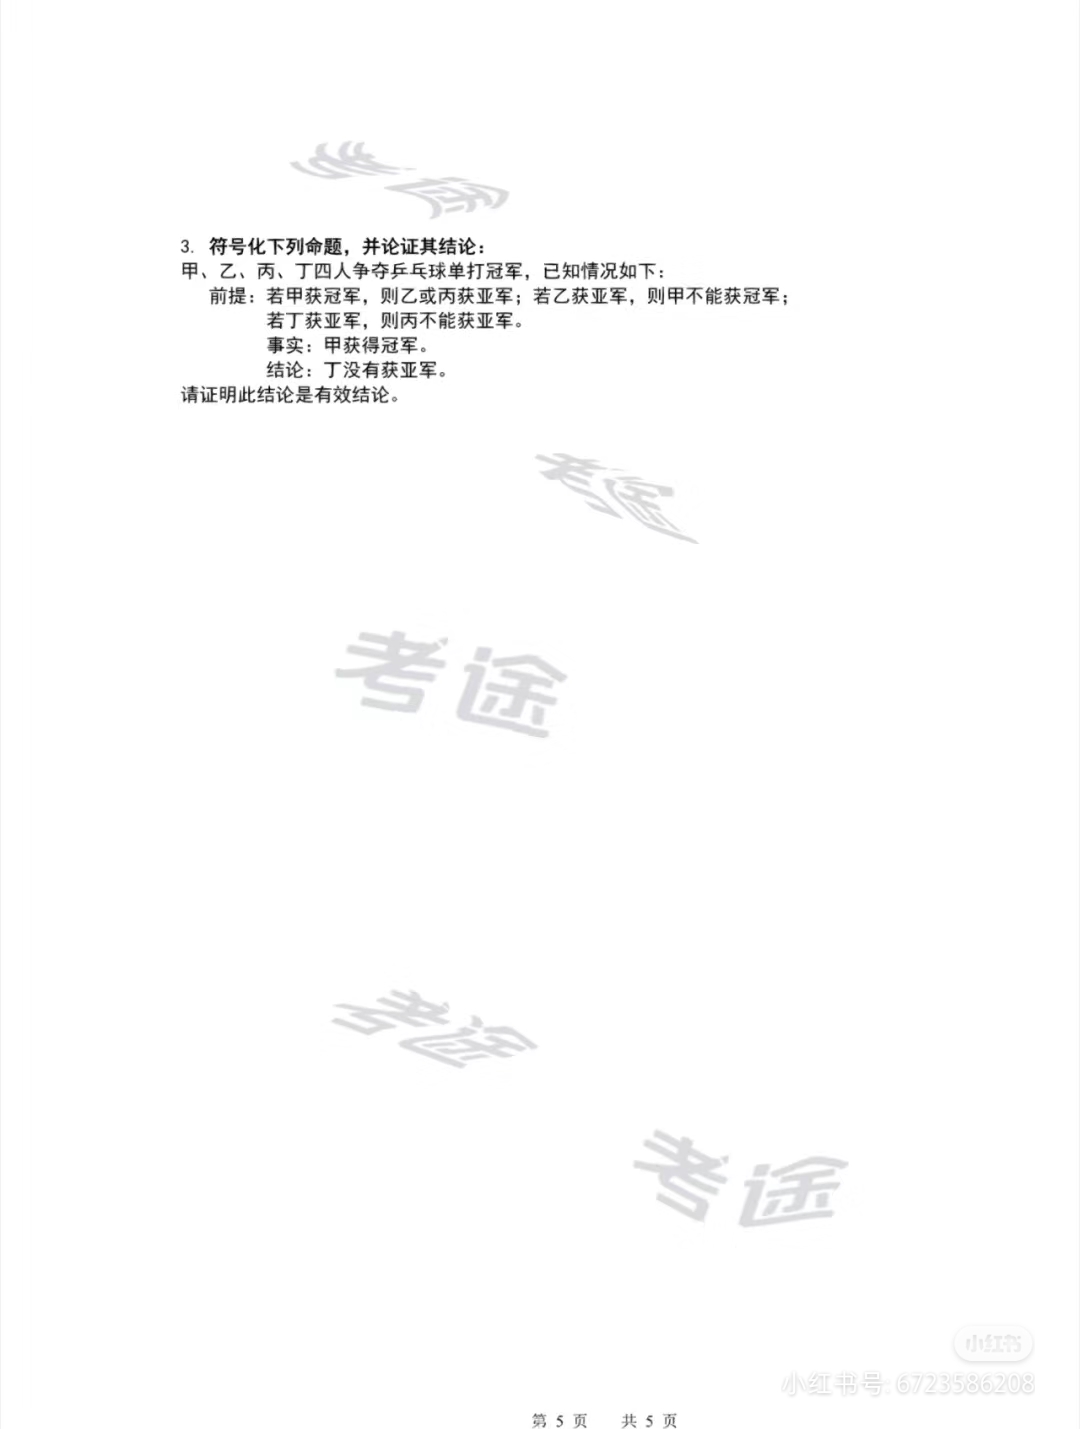 3. 符号化下列命题，并论证其结论：
甲、乙、丙、丁四人争夺乒乓球单打冠军，已知情况如下：
前提：若甲获冠军，则乙或丙获亚军；若乙获亚军，则甲不能获冠军；
若丁获亚军，则丙不能获亚军。
事实：甲获得冠军。
结论：丁没有获亚军。
请证明此结论是有效结论。
考途
考途
考途
考途
小红书
小红书号: 6723586208
第 5 页 共 5 页